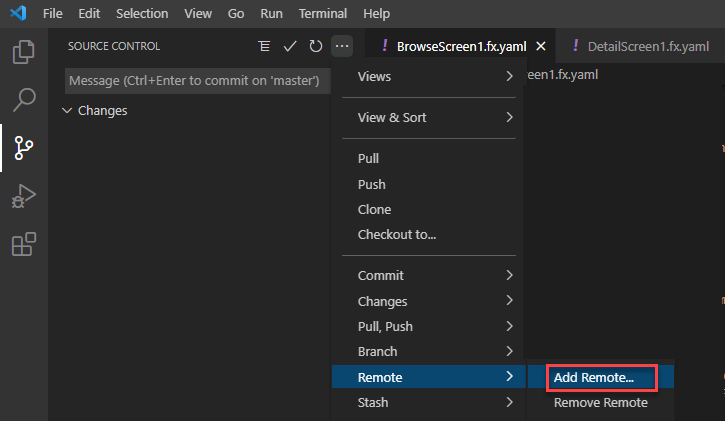 File Edit Selection View Go Run Terminal Help
SOURCE CONTROL
Message (Ctrl+Enter to commit on 'master')
Changes
! BrowseScreen1.fx.yaml
! DetailScreen1.fx.yaml
een1.fx.yaml
Views
View & Sort
Pull
Push
Clone
Checkout to...
Commit
Changes
Pull, Push
Branch
Remote
Stash
Add Remote...
Remove Remote